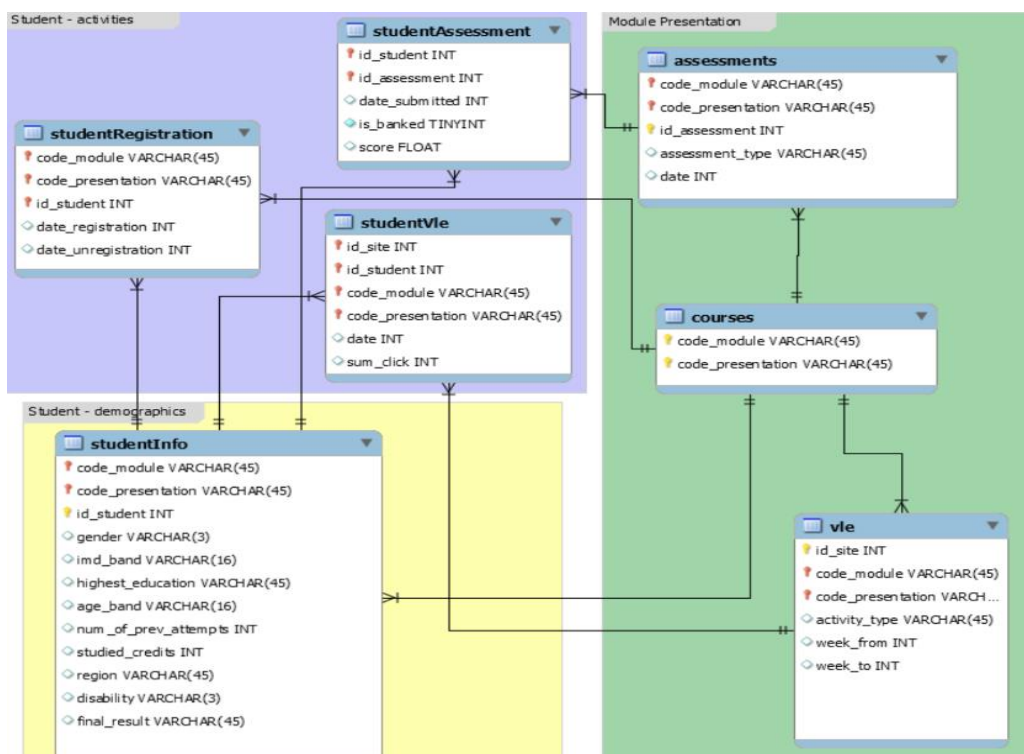 Student - activities
studentAssessment
id_student INT
id_assessment INT
date_submitted INT
is_banked TINYINT
score FLOAT
studentRegistration
code_module VARCHAR(45)
code_presentation VARCHAR(45)
id_student INT
date_registration INT
date_unregistration INT
studentVle
id_site INT
id_student INT
code_module VARCHAR(45)
code_presentation VARCHAR(45)
date INT
sum_click INT
Student - demographics
studentInfo
code_module VARCHAR(45)
code_presentation VARCHAR(45)
id_student INT
gender VARCHAR(3)
imd_band VARCHAR(16)
highest_education VARCHAR(45)
age_band VARCHAR(16)
num_of_prev_attempts INT
studied_credits INT
region VARCHAR(45)
disability VARCHAR(3)
final_result VARCHAR(45)
Module Presentation
assessments
code_module VARCHAR(45)
code_presentation VARCHAR(45)
id_assessment INT
assessment_type VARCHAR(45)
date INT
courses
code_module VARCHAR(45)
code_presentation VARCHAR(45)
vle
id_site INT
code_module VARCHAR(45)
code_presentation VARCH...
activity_type VARCHAR(45)
week_from INT
week_to INT